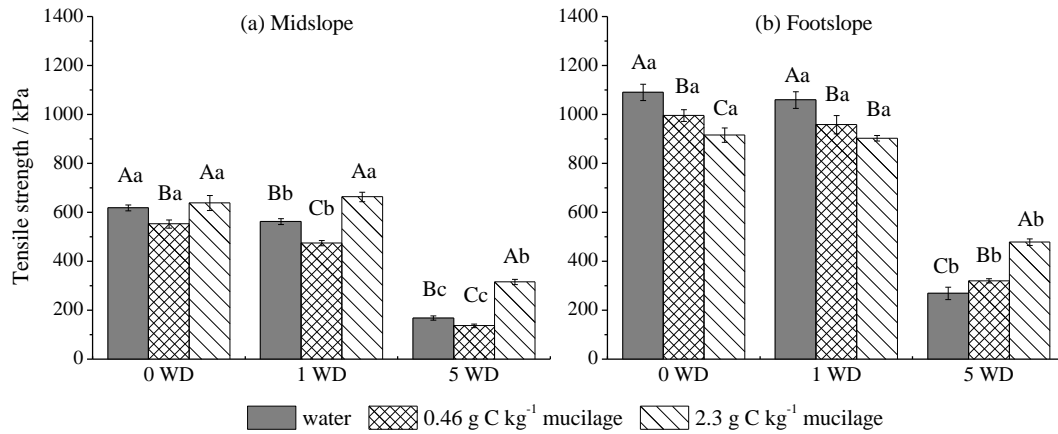 (a) Midslope
(b) Footslope
Tensile strength / kPa
1400
1200
1000
800
600
400
200
0
Aa
Ba
Aa
Bb
Cb
Aa
Bc
Cc
Ab
0 WD
1 WD
5 WD
1400
1200
1000
800
600
400
200
0
Aa
Ba
Ca
Aa
Ba
Ba
Cb
Bb
Ab
0 WD
1 WD
5 WD
water
0.46 g C kg⁻¹ mucilage
2.3 g C kg⁻¹ mucilage